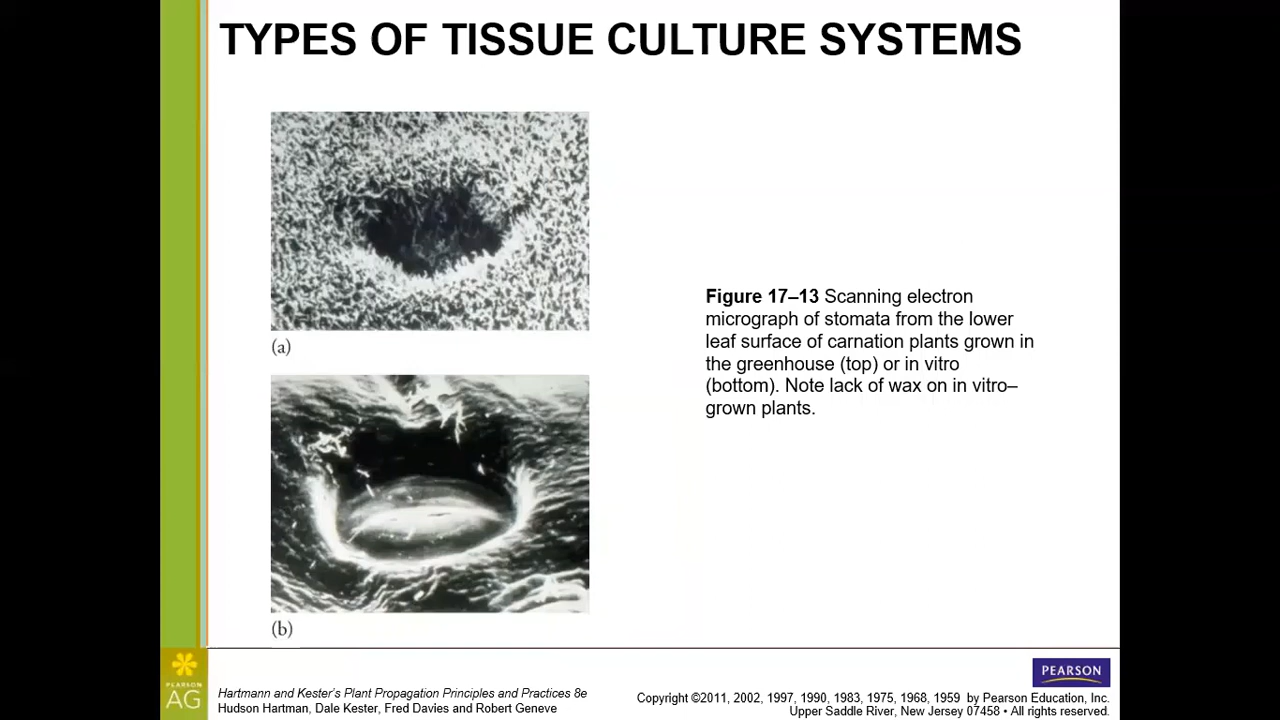 TYPES OF TISSUE CULTURE SYSTEMS
(a)
Figure 17–13 Scanning electron
micrograph of stomata from the lower
leaf surface of carnation plants grown in
the greenhouse (top) or in vitro
(bottom). Note lack of wax on in vitro–
grown plants.
(b)
PEARSON
AG
Hartmann and Kester's Plant Propagation Principles and Practices 8e
Hudson Hartman, Dale Kester, Fred Davies and Robert Geneve
PEARSON
Copyright ©2011, 2002, 1997, 1990, 1983, 1975, 1968, 1959 by Pearson Education, Inc.
Upper Saddle River, New Jersey 07458 • All rights reserved.